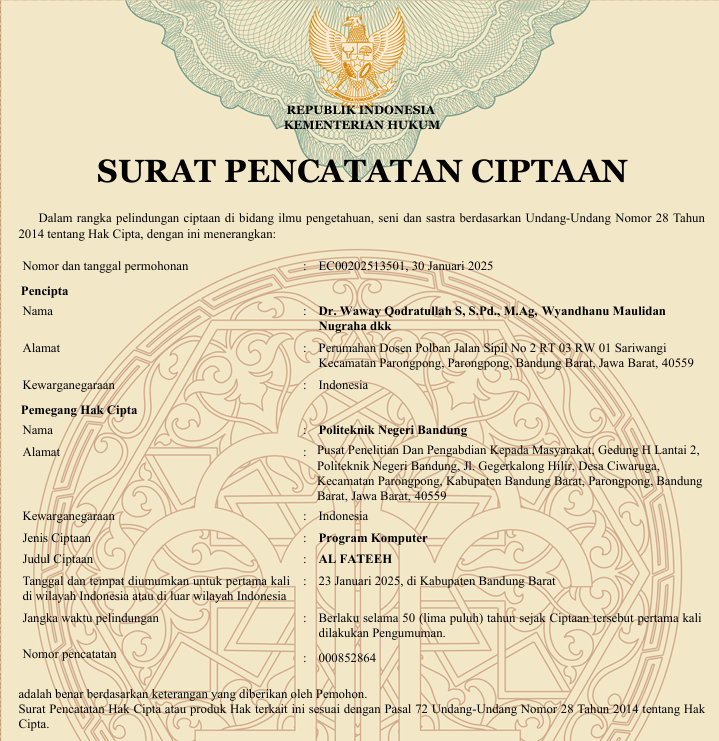 REPUBLIK INDONESIA
KEMENTERIAN HUKUM
SURAT PENCATATAN CIPTAAN
Dalam rangka pelindungan ciptaan di bidang ilmu pengetahuan, seni dan sastra berdasarkan Undang-Undang Nomor 28 Tahun
2014 tentang Hak Cipta, dengan ini menerangkan:
Nomor dan tanggal permohonan : EC00202513501, 30 Januari 2025
Pencipta
Nama : Dr. Waway Qodratullah S, S.Pd., M.Ag, Wyandhanu Maulidan
Nugraha dkk
Alamat : Perumahan Dosen Polban Jalan Sipil No 2 RT 03 RW 01 Sariwangi
Kecamatan Parongpong, Parongpong, Bandung Barat, Jawa Barat, 40559
Kewarganegaraan : Indonesia
Pemegang Hak Cipta
Nama : Politeknik Negeri Bandung
Alamat : Pusat Penelitian Dan Pengabdian Kepada Masyarakat, Gedung H Lantai 2,
Politeknik Negeri Bandung, Jl. Gegerkalong Hilir, Desa Ciwaruga,
Kecamatan Parongpong, Kabupaten Bandung Barat, Parongpong, Bandung
Barat, Jawa Barat, 40559
Kewarganegaraan : Indonesia
Jenis Ciptaan : Program Komputer
Judul Ciptaan : AL FATEEH
Tanggal dan tempat diumumkan untuk pertama kali : 23 Januari 2025, di Kabupaten Bandung Barat
di wilayah Indonesia atau di luar wilayah Indonesia
Jangka waktu pelindungan : Berlaku selama 50 (lima puluh) tahun sejak Ciptaan tersebut pertama kali
dilakukan Pengumuman.
Nomor pencatatan : 000852864
adalah benar berdasarkan keterangan yang diberikan oleh Pemohon.
Surat Pencatatan Hak Cipta atau produk Hak terkait ini sesuai dengan Pasal 72 Undang-Undang Nomor 28 Tahun 2014 tentang Hak
Cipta.